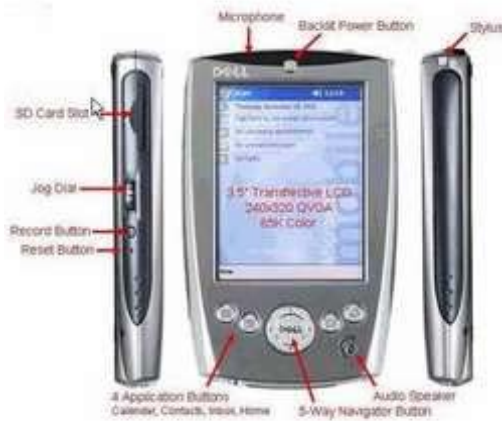 Microphone
Backlit Power Button
Stylus
DELL
SD Card Slot
Jog Dial
Record Button
Reset Button
3.5" Transflective LCD
240x320 QVGA
65K Color
DELL
4 Application Buttons
Calender, Contacts, Inbox, Home
Audio Speaker
5-Way Navigator Button